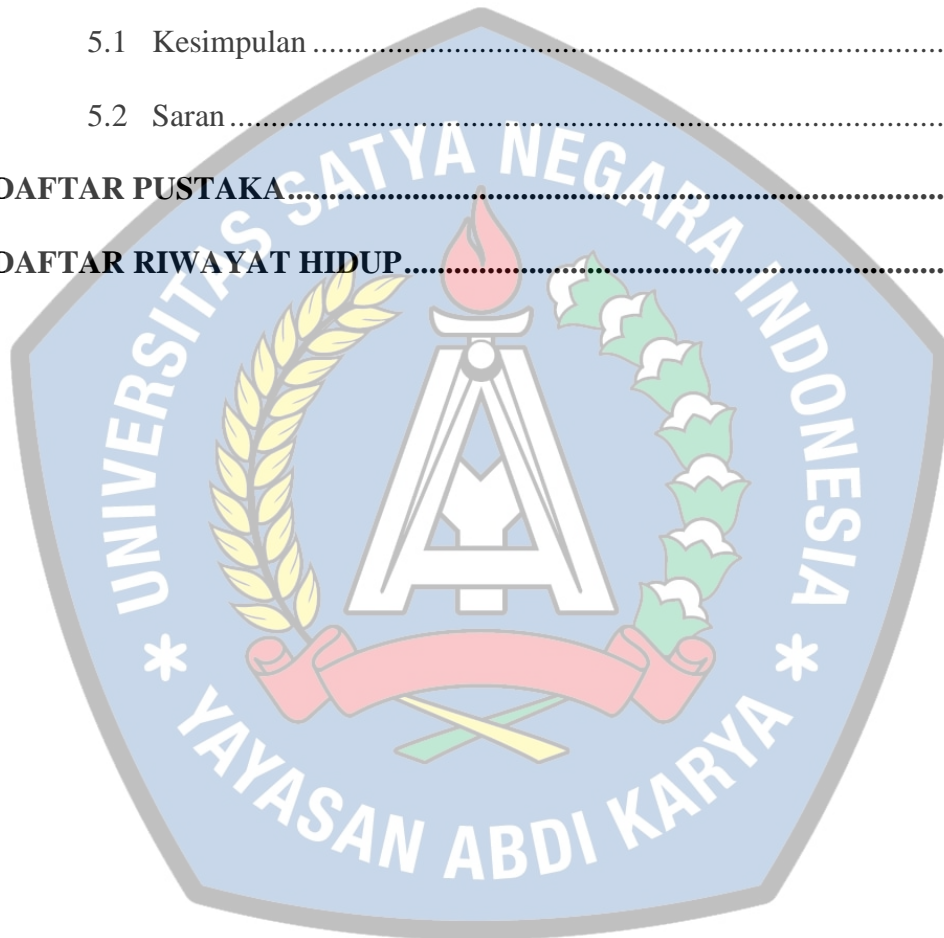 5.1 Kesimpulan ................................................................................
5.2 Saran ................................................................................
DAFTAR PUSTAKA................................................................................
DAFTAR RIWAYAT HIDUP................................................................................
UNIVERSITAS SATYA NEGARA INDONESIA
* YAYASAN ABDI KARYA *